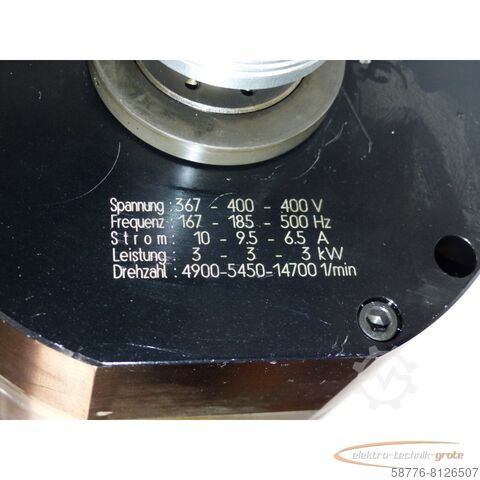 Spannung : 367 - 400 - 400 V
Frequenz : 167 - 185 - 500 Hz
Strom : 10 - 9.5 - 6.5 A
Leistung : 3 - 3 - 3 kW
Drehzahl : 4900-5450-14700 1/min
elektro-technik-grote
58776-8126507